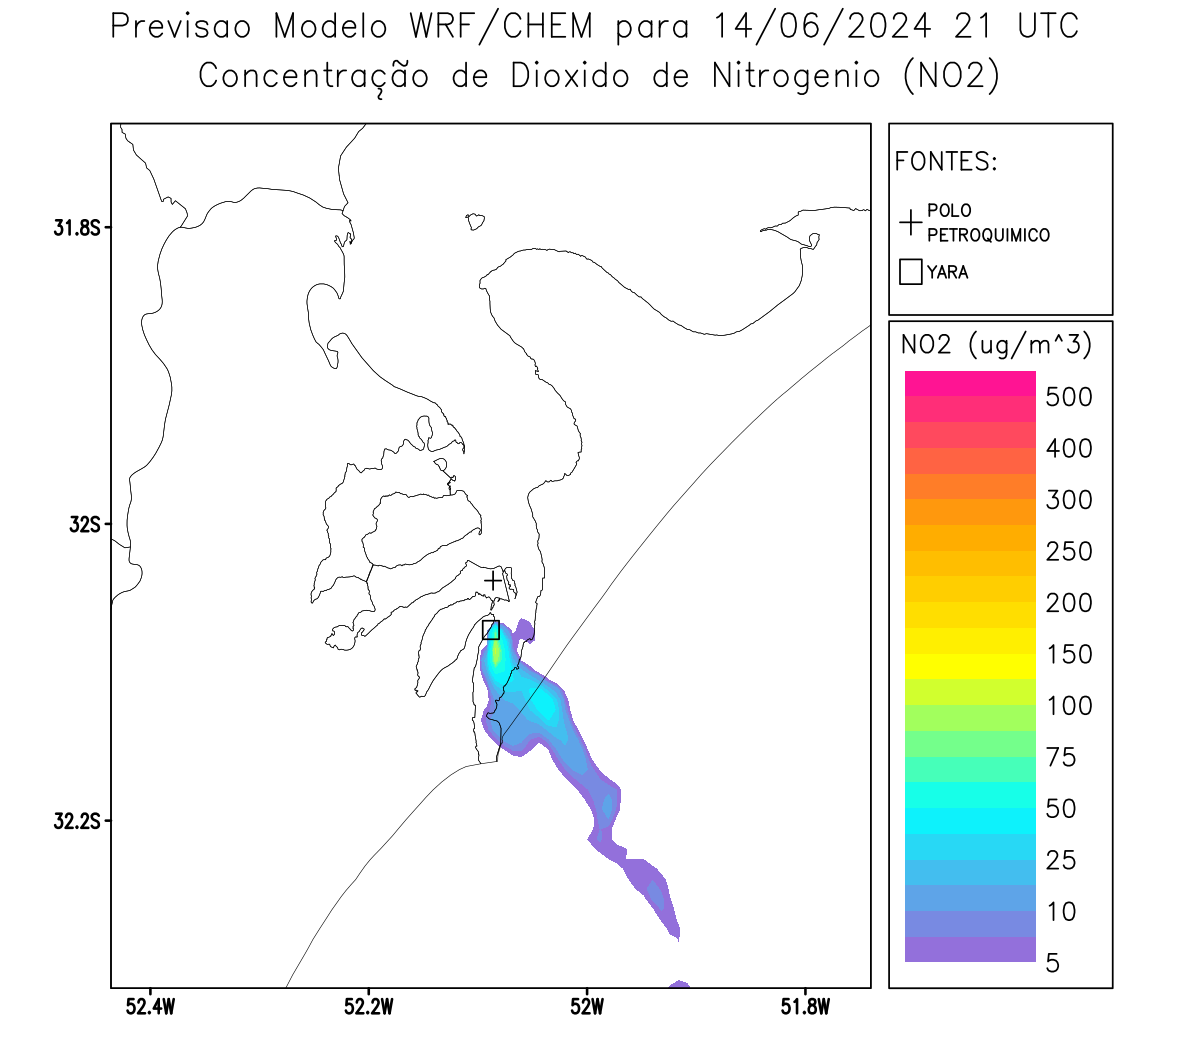 Previsao Modelo WRF/CHEM para 14/06/2024 21 UTC
Concentração de Dioxido de Nitrogenio (NO2)
FONTES:
POLO
PETROQUIMICO
YARA
NO2 (ug/m^3)
500
400
300
250
200
150
100
75
50
25
10
5
31.8S
32S
32.2S
52.4W
52.2W
52W
51.8W